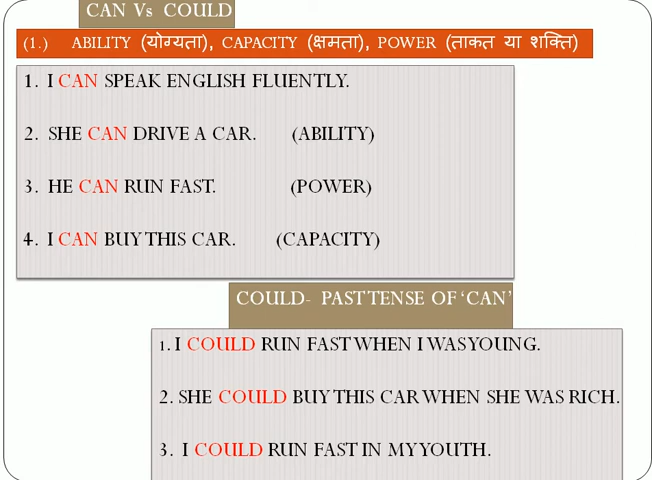 CAN Vs COULD
(1.) ABILITY (योग्यता), CAPACITY (क्षमता), POWER (ताकत या शक्ति)
1. I CAN SPEAK ENGLISH FLUENTLY.
2. SHE CAN DRIVE A CAR. (ABILITY)
3. HE CAN RUN FAST. (POWER)
4. I CAN BUY THIS CAR. (CAPACITY)
COULD- PAST TENSE OF ‘CAN’
1. I COULD RUN FAST WHEN I WAS YOUNG.
2. SHE COULD BUY THIS CAR WHEN SHE WAS RICH.
3. I COULD RUN FAST IN MY YOUTH.